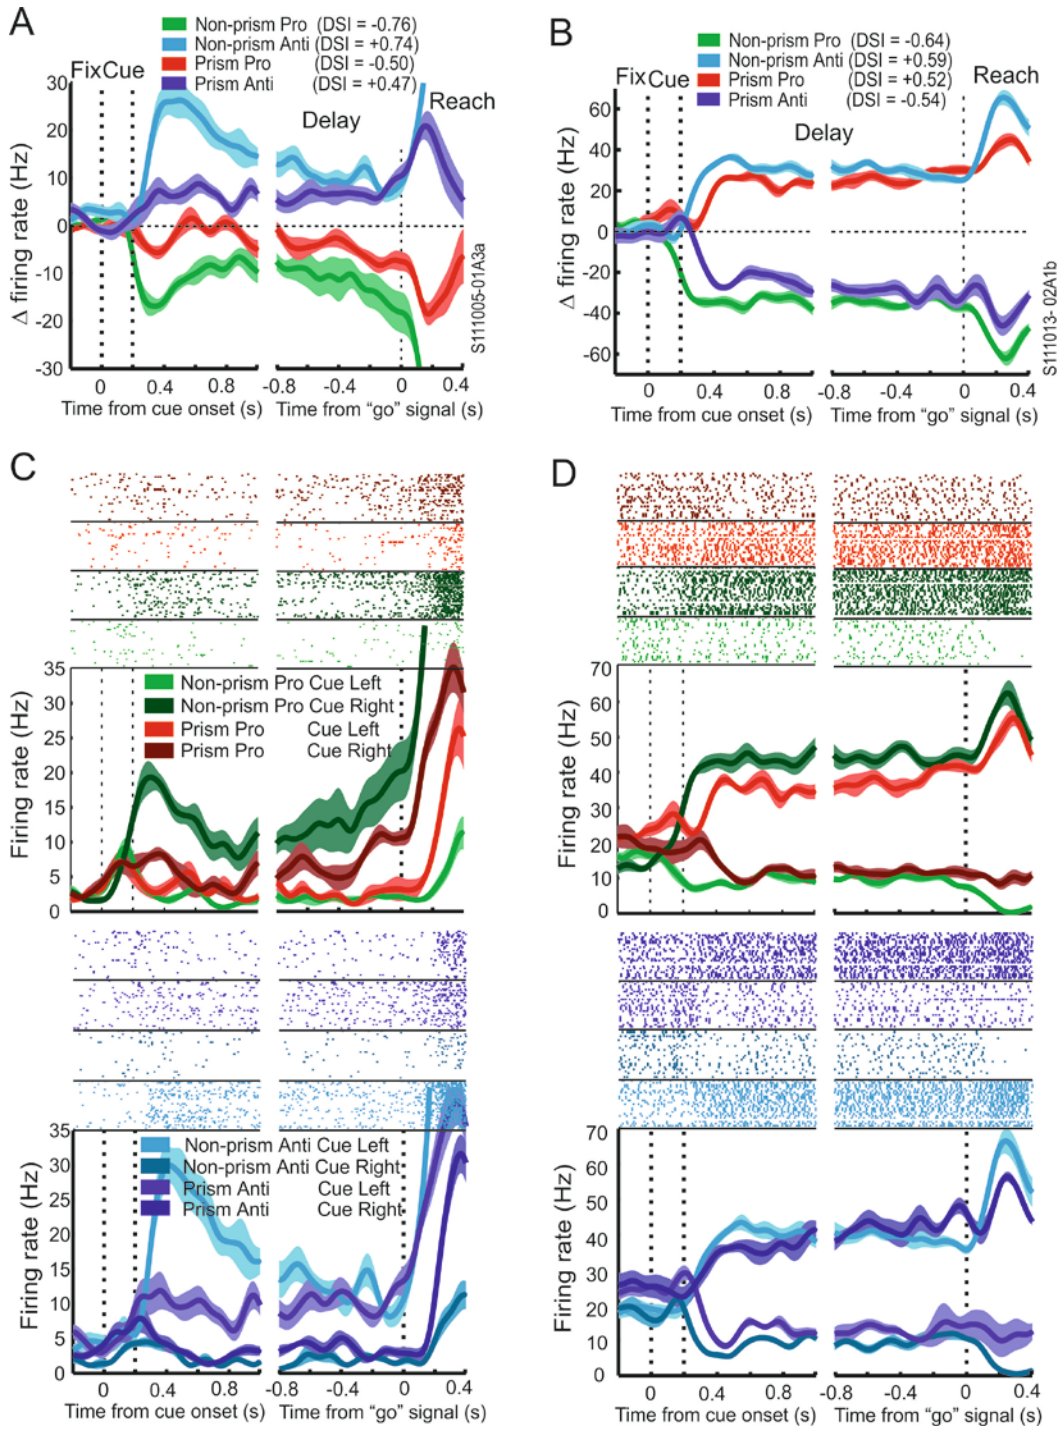 A
Non-prism Pro (DSI = -0.76)
Non-prism Anti (DSI = +0.74)
Prism Pro (DSI = -0.50)
Prism Anti (DSI = +0.47)
Fix Cue
Delay
Reach
30
20
10
0
-10
-20
-30
Δ firing rate (Hz)
0 0.4 0.8
-0.8 -0.4 0 0.4
Time from cue onset (s)
Time from “go” signal (s)
S111005-01A3a
B
Non-prism Pro (DSI = -0.64)
Non-prism Anti (DSI = +0.59)
Prism Pro (DSI = +0.52)
Prism Anti (DSI = -0.54)
Fix Cue
Delay
Reach
60
40
20
0
-20
-40
-60
Δ firing rate (Hz)
0 0.4 0.8
-0.8 -0.4 0 0.4
Time from cue onset (s)
Time from “go” signal (s)
S111013- 02A1b
C
Non-prism Pro Cue Left
Non-prism Pro Cue Right
Prism Pro Cue Left
Prism Pro Cue Right
35
30
25
20
15
10
5
0
Firing rate (Hz)
Non-prism Anti Cue Left
Non-prism Anti Cue Right
Prism Anti Cue Left
Prism Anti Cue Right
35
30
25
20
15
10
5
0
Firing rate (Hz)
0 0.4 0.8
-0.8 -0.4 0 0.4
Time from cue onset (s)
Time from “go” signal (s)
D
70
60
50
40
30
20
10
0
Firing rate (Hz)
70
60
50
40
30
20
10
0
Firing rate (Hz)
0 0.4 0.8
-0.8 -0.4 0 0.4
Time from cue onset (s)
Time from “go” signal (s)